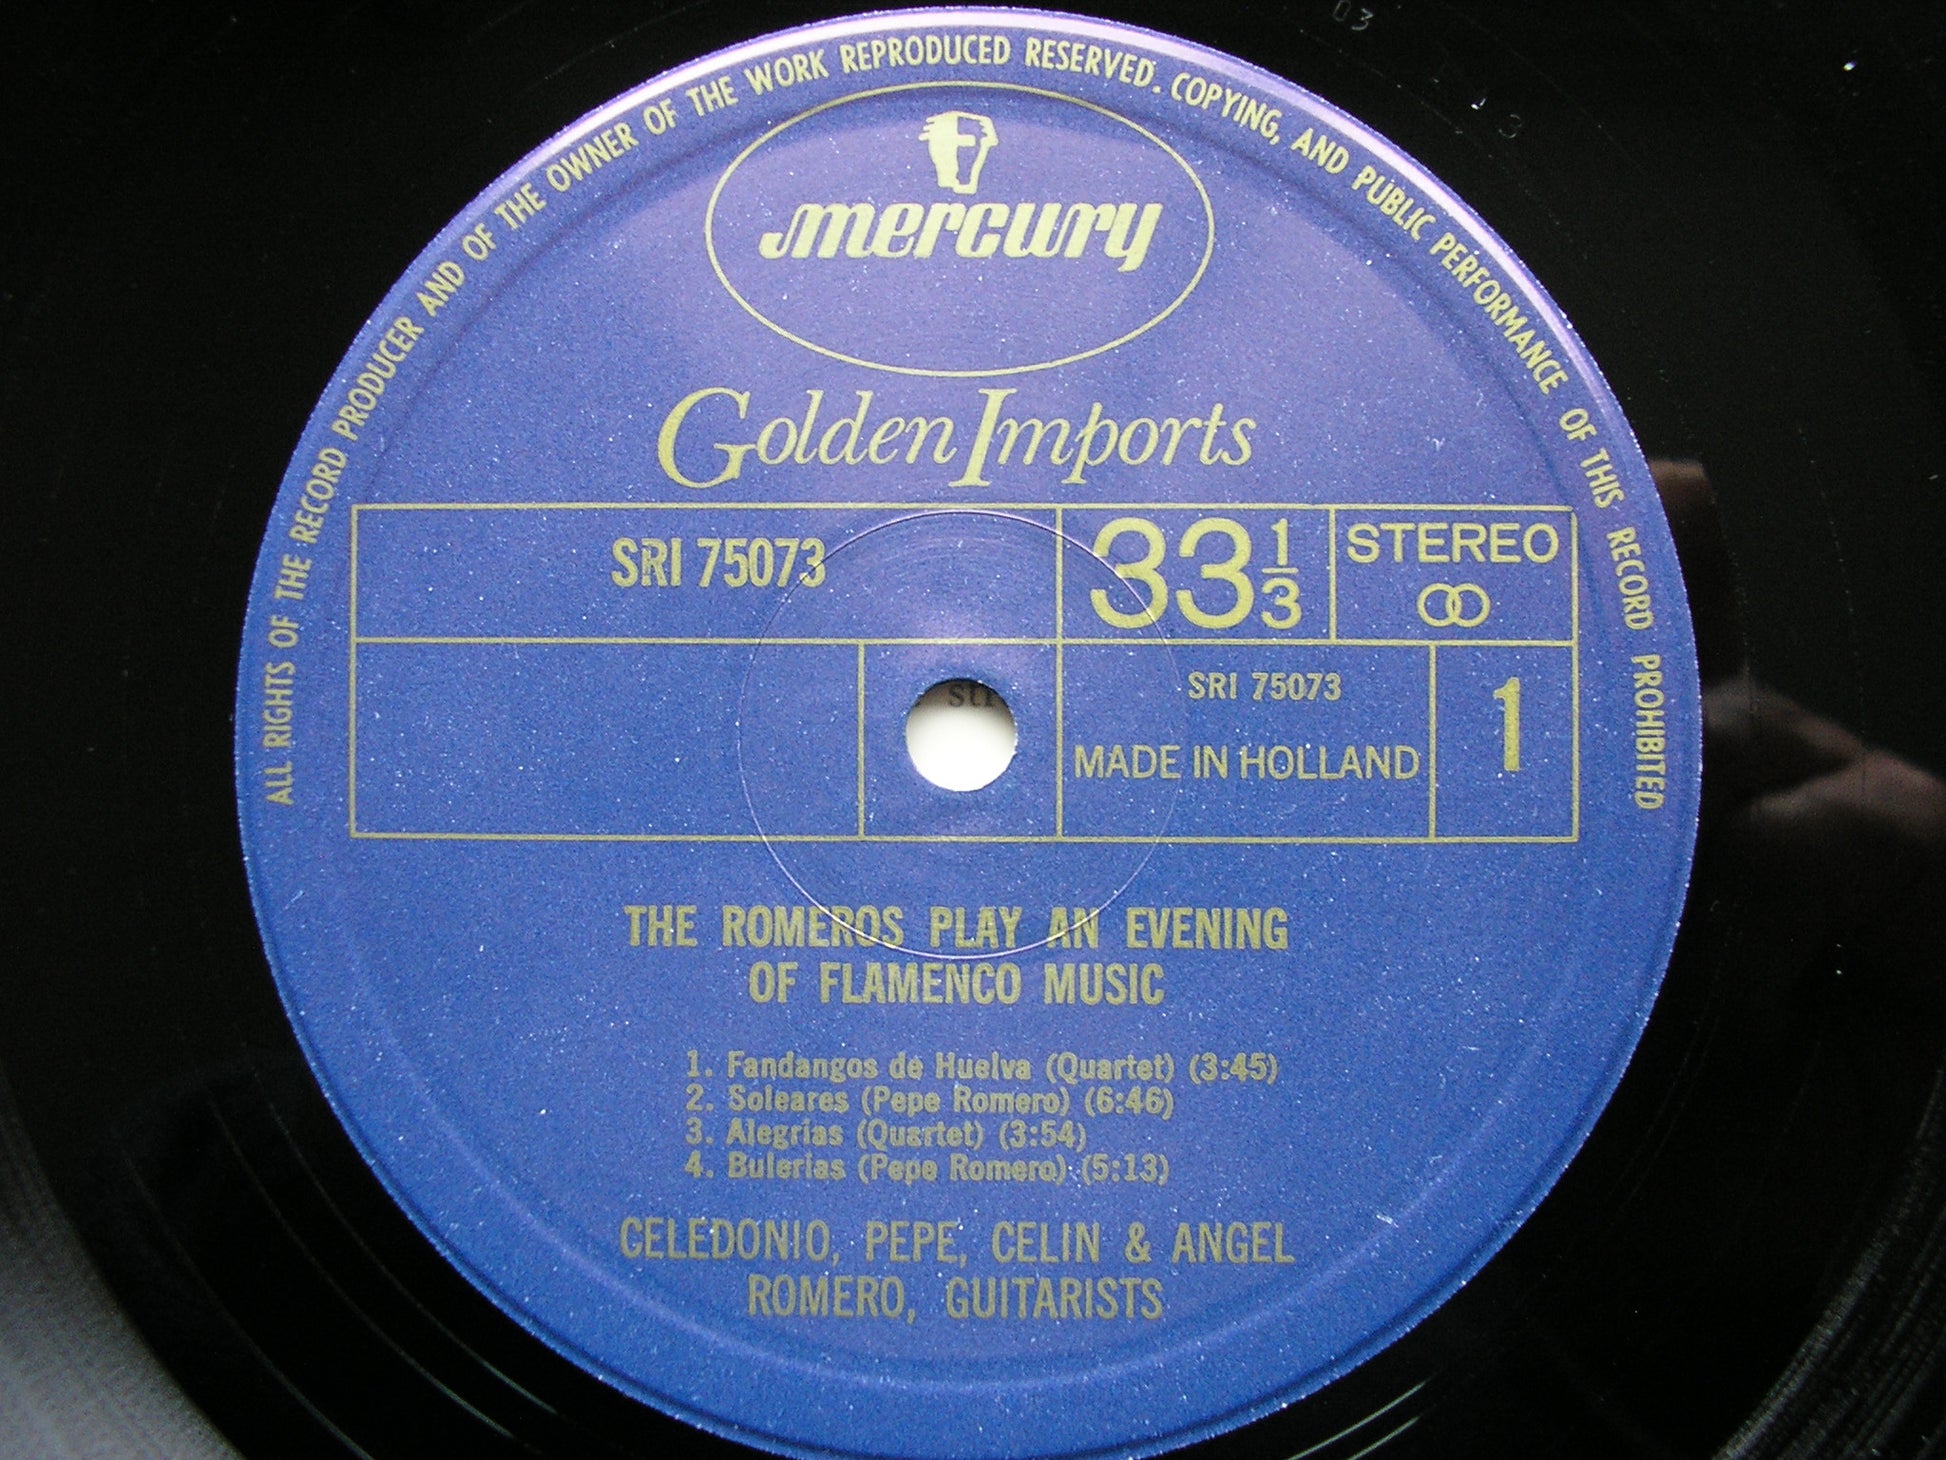 ALL RIGHTS OF THE RECORD PRODUCER AND OF THE OWNER OF THE WORK REPRODUCED RESERVED. COPYING, AND PUBLIC PERFORMANCE OF THIS RECORD PROHIBITED
mercury
Golden Imports
SRI 75073
33 1/3
STEREO
SRI 75073
MADE IN HOLLAND
1
THE ROMEROS PLAY AN EVENING
OF FLAMENCO MUSIC
1. Fandangos de Huelva (Quartet) (3:45)
2. Soleares (Pepe Romero) (6:46)
3. Alegrias (Quartet) (3:54)
4. Bulerias (Pepe Romero) (5:13)
CELEDONIO, PEPE, CELIN & ANGEL
ROMERO, GUITARISTS